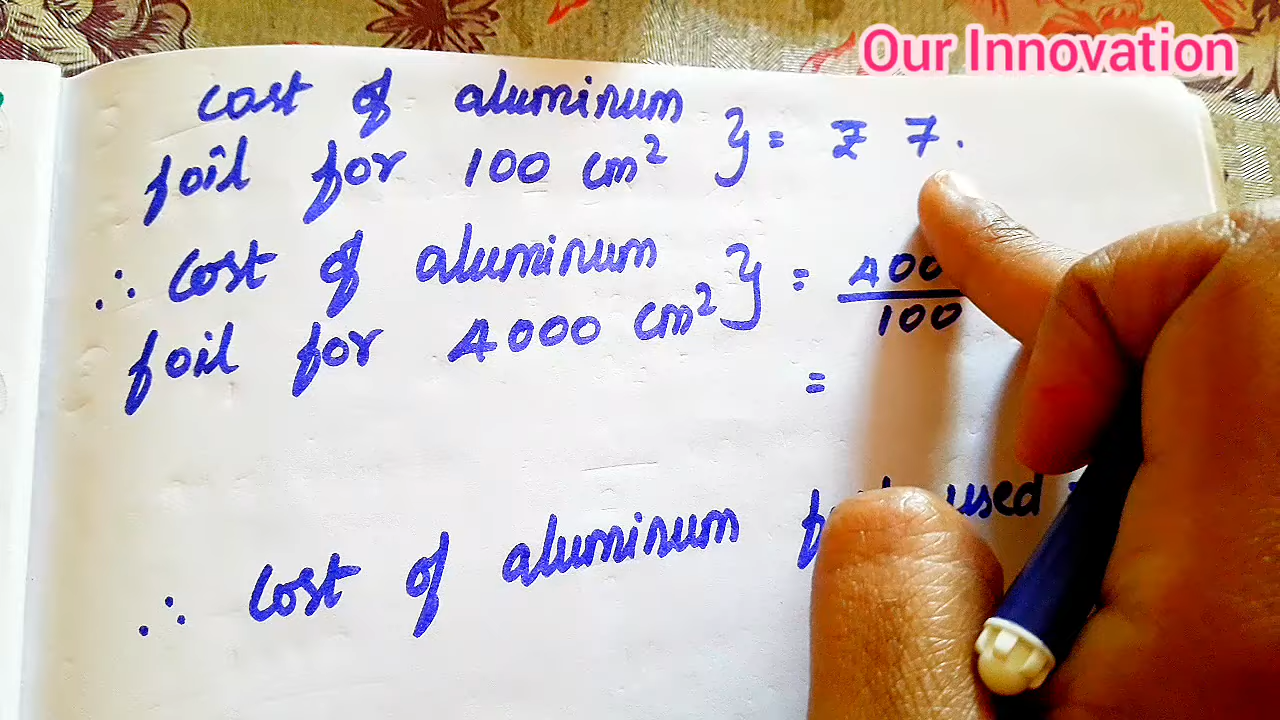 Our Innovation
cost of aluminum
foil for 100 cm² } = ₹ 7.
∴ cost of aluminum
foil for 4000 cm² } = 400
100
=
∴ cost of aluminum used